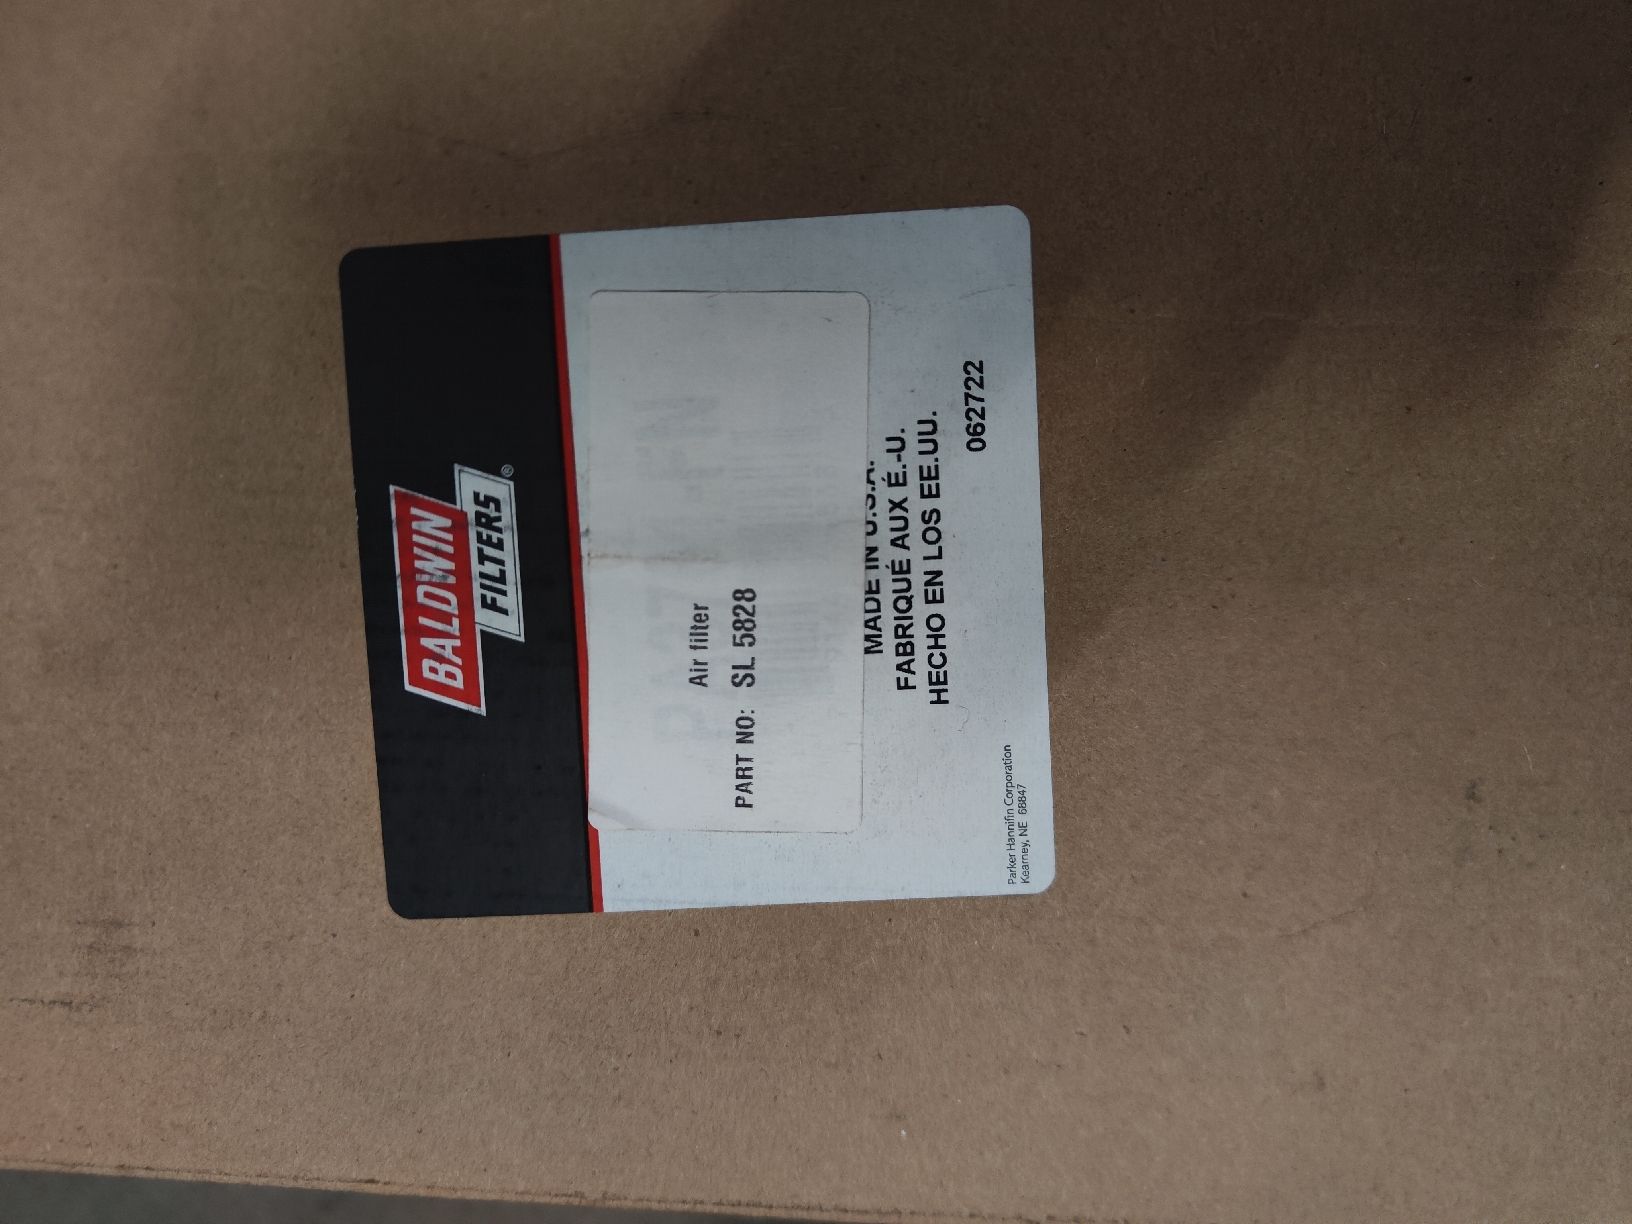 BALDWIN
FILTERS®
Air filter
PART NO: SL 5828
MADE IN U.S.A.
FABRIQUÉ AUX É.-U.
HECHO EN LOS EE.UU.
062722
Parker Hannifin Corporation
Kearney, NE 68847